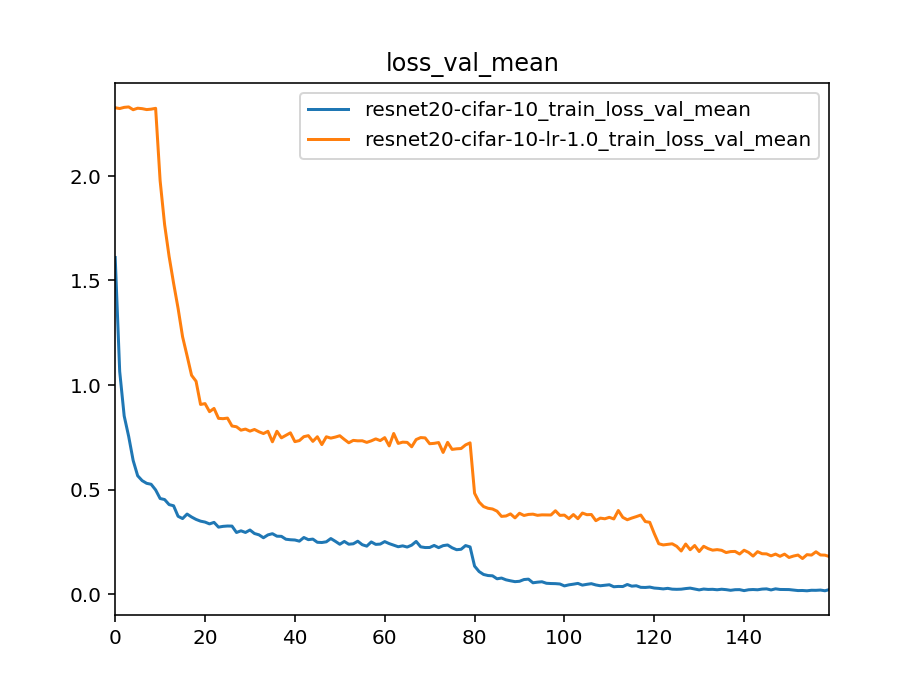 loss_val_mean
resnet20-cifar-10_train_loss_val_mean
resnet20-cifar-10-lr-1.0_train_loss_val_mean
2.0
1.5
1.0
0.5
0.0
0 20 40 60 80 100 120 140